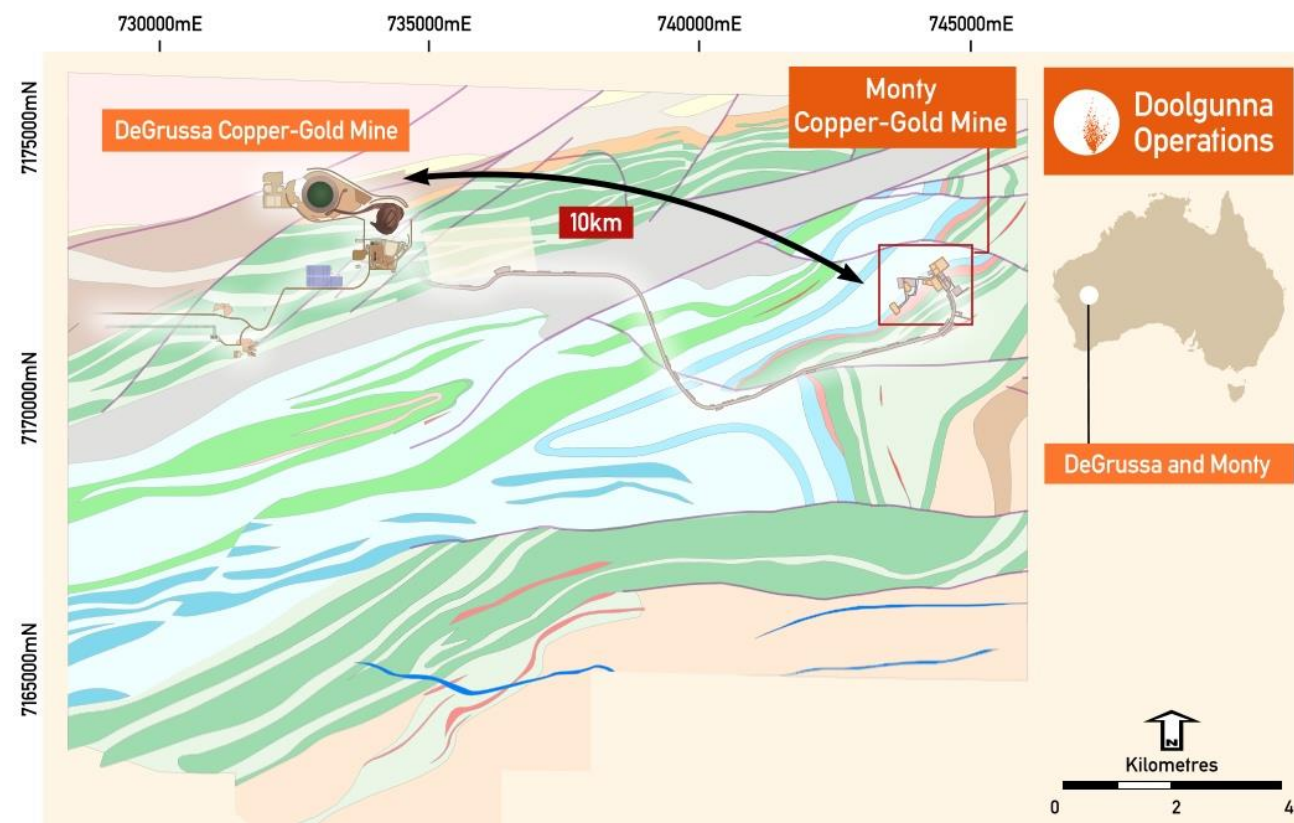 730000mE
735000mE
740000mE
745000mE
7175000mN
7170000mN
7165000mN
DeGrussa Copper-Gold Mine
Monty
Copper-Gold Mine
10km
Doolgunna
Operations
DeGrussa and Monty
N
Kilometres
0 2 4